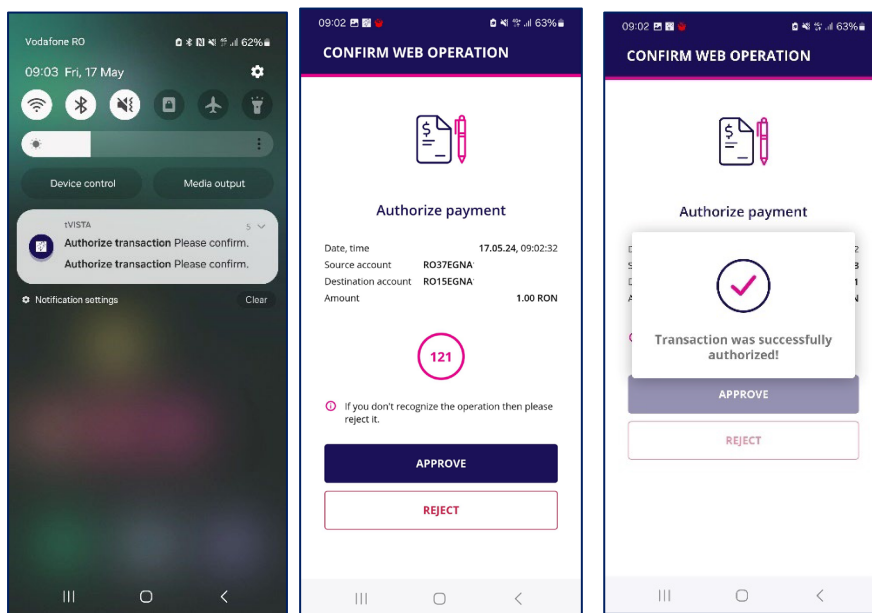 Vodafone RO
62%
09:03 Fri, 17 May
Device control
Media output
tVISTA
5
Authorize transaction Please confirm.
Authorize transaction Please confirm.
Notification settings
Clear
09:02
63%
CONFIRM WEB OPERATION
$
Authorize payment
Date, time 17.05.24, 09:02:32
Source account RO37EGNA
Destination account RO15EGNA
Amount 1.00 RON
121
If you don't recognize the operation then please
reject it.
APPROVE
REJECT
09:02
63%
CONFIRM WEB OPERATION
$
Authorize payment
Transaction was successfully
authorized!
APPROVE
REJECT